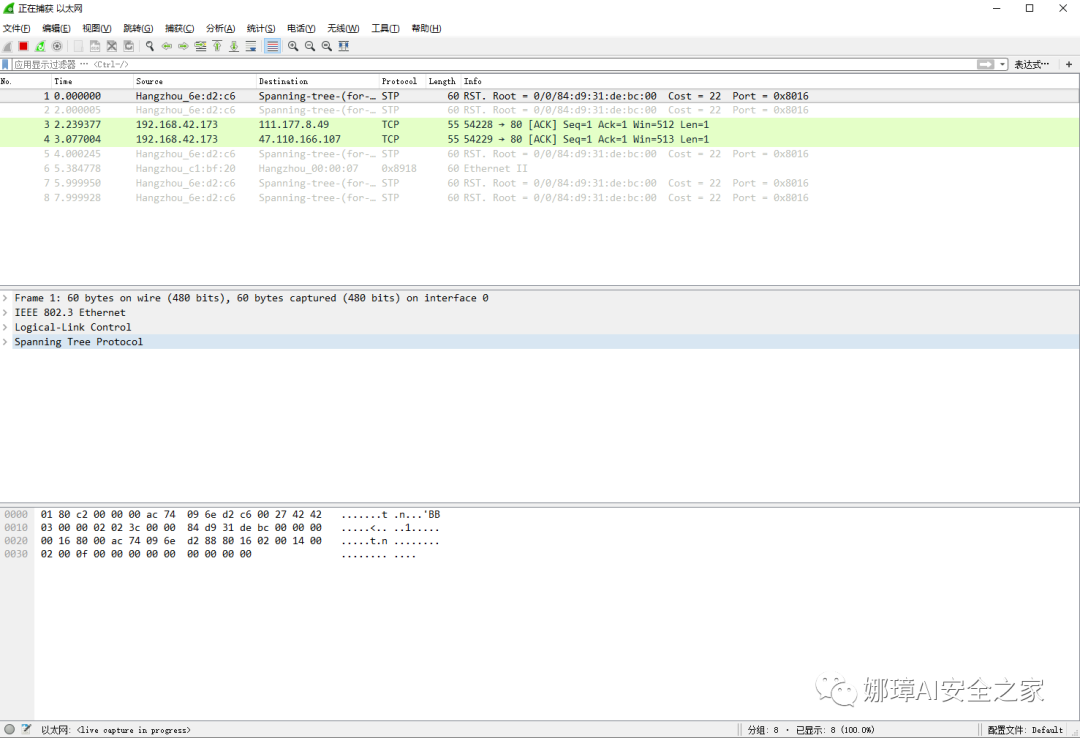 正在捕获 以太网
文件(F) 编辑(E) 视图(V) 跳转(G) 捕获(C) 分析(A) 统计(S) 电话(Y) 无线(W) 工具(T) 帮助(H)
应用显示过滤器 … <Ctrl-/> 表达式… +
No. Time Source Destination Protocol Length Info
1 0.000000 Hangzhou_6e:d2:c6 Spanning-tree-(for-… STP 60 RST. Root = 0/0/84:d9:31:de:bc:00 Cost = 22 Port = 0x8016
2 2.000005 Hangzhou_6e:d2:c6 Spanning-tree-(for-… STP 60 RST. Root = 0/0/84:d9:31:de:bc:00 Cost = 22 Port = 0x8016
3 2.239377 192.168.42.173 111.177.8.49 TCP 55 54228 → 80 [ACK] Seq=1 Ack=1 Win=512 Len=1
4 3.077004 192.168.42.173 47.110.166.107 TCP 55 54229 → 80 [ACK] Seq=1 Ack=1 Win=513 Len=1
5 4.000245 Hangzhou_6e:d2:c6 Spanning-tree-(for-… STP 60 RST. Root = 0/0/84:d9:31:de:bc:00 Cost = 22 Port = 0x8016
6 5.384778 Hangzhou_c1:bf:20 Hangzhou_00:00:07 0x8918 60 Ethernet II
7 5.999950 Hangzhou_6e:d2:c6 Spanning-tree-(for-… STP 60 RST. Root = 0/0/84:d9:31:de:bc:00 Cost = 22 Port = 0x8016
8 7.999928 Hangzhou_6e:d2:c6 Spanning-tree-(for-… STP 60 RST. Root = 0/0/84:d9:31:de:bc:00 Cost = 22 Port = 0x8016
Frame 1: 60 bytes on wire (480 bits), 60 bytes captured (480 bits) on interface 0
IEEE 802.3 Ethernet
Logical-Link Control
Spanning Tree Protocol
0000 01 80 c2 00 00 00 ac 74 09 6e d2 c6 00 27 42 42 .......t .n...'BB
0010 03 00 00 02 02 3c 00 00 84 d9 31 de bc 00 00 00 .....<.. ..1.....
0020 00 16 80 00 ac 74 09 6e d2 88 80 16 02 00 14 00 .....t.n ........
0030 02 00 0f 00 00 00 00 00 00 00 00 00 ........ ....
娜璋AI安全之家
以太网: <live capture in progress> 分组: 8 · 已显示: 8 (100.0%) 配置文件: Default